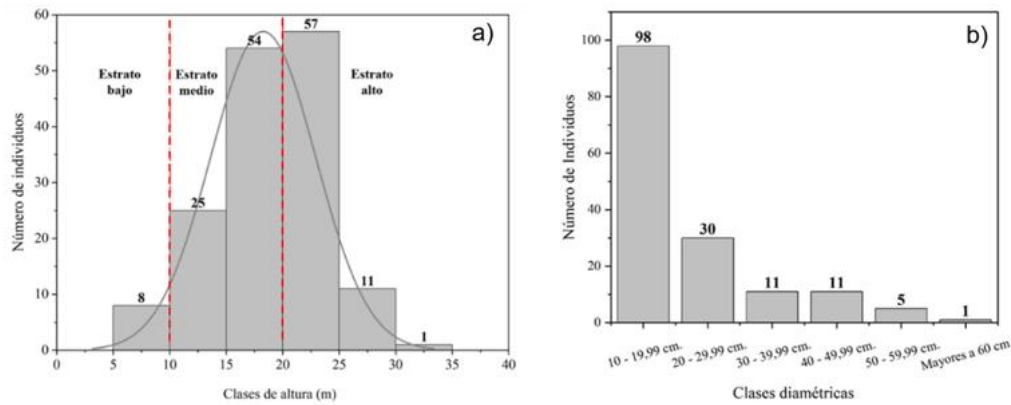 a)
60
50
40
30
20
10
0
Número de individuos
Estrato
bajo
Estrato
medio
Estrato
alto
8
25
54
57
11
1
0
5
10
15
20
25
30
35
40
Clases de altura (m)
b)
100
80
60
40
20
0
Número de Individuos
98
30
11
11
5
1
10 - 19,99 cm.
20 - 29,99 cm.
30 - 39,99 cm.
40 - 49,99 cm.
50 - 59,99 cm.
Mayores a 60 cm
Clases diamétricas